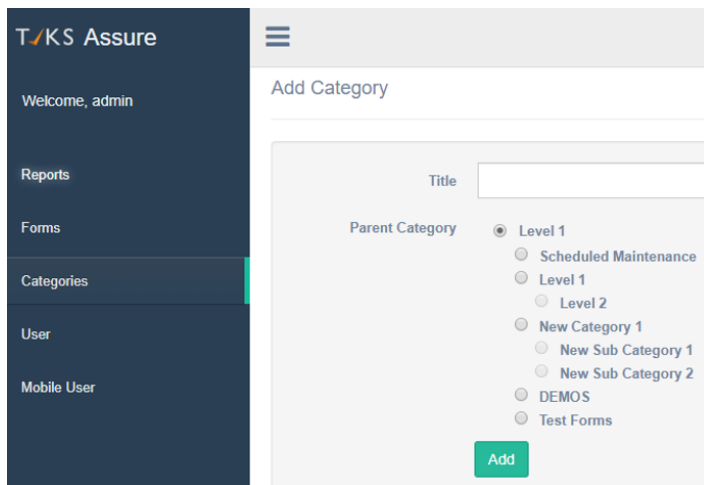 TIKS Assure
Welcome, admin
Reports
Forms
Categories
User
Mobile User
Add Category
Title
Parent Category
Level 1
Scheduled Maintenance
Level 1
Level 2
New Category 1
New Sub Category 1
New Sub Category 2
DEMOS
Test Forms
Add